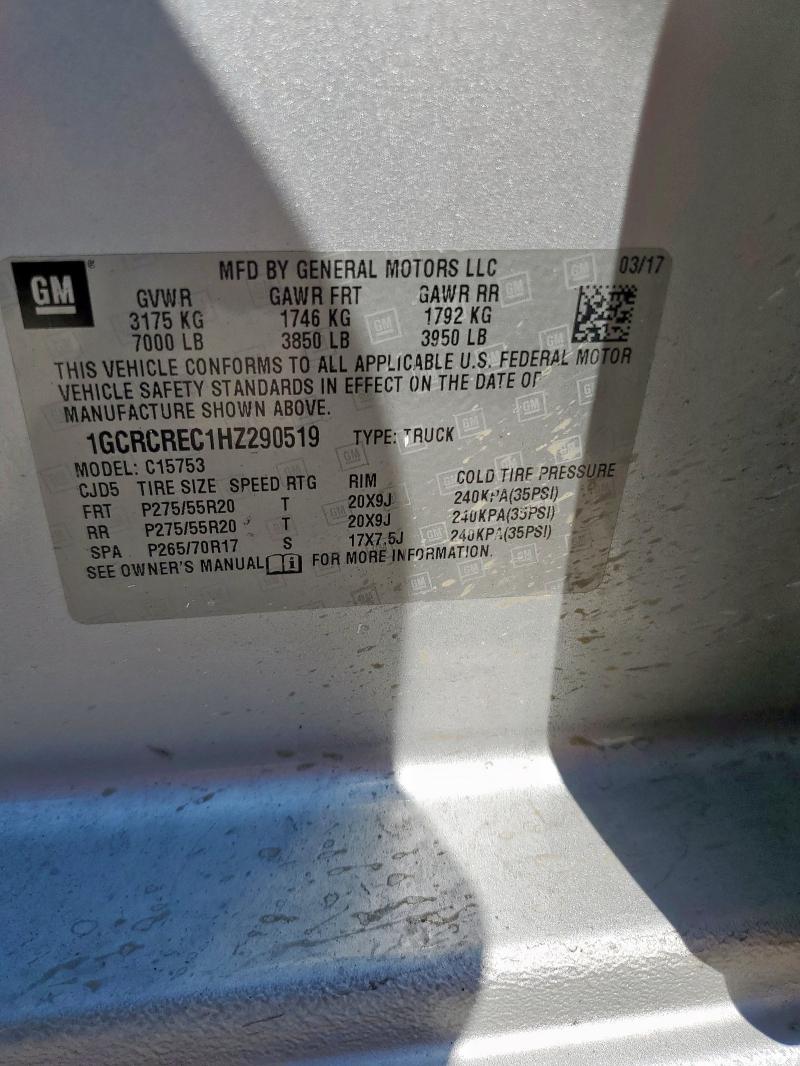 GM ®
MFD BY GENERAL MOTORS LLC 03/17
GVWR GAWR FRT GAWR RR
3175 KG 1746 KG 1792 KG
7000 LB 3850 LB 3950 LB
THIS VEHICLE CONFORMS TO ALL APPLICABLE U.S. FEDERAL MOTOR
VEHICLE SAFETY STANDARDS IN EFFECT ON THE DATE OF
MANUFACTURE SHOWN ABOVE.
1GCRCREC1HZ290519 TYPE: TRUCK
MODEL: C15753
CJD5 TIRE SIZE SPEED RTG RIM COLD TIRE PRESSURE
FRT P275/55R20 T 20X9J 240KPA(35PSI)
RR P275/55R20 T 20X9J 240KPA(35PSI)
SPA P265/70R17 S 17X7.5J 240KPA(35PSI)
SEE OWNER'S MANUAL FOR MORE INFORMATION.